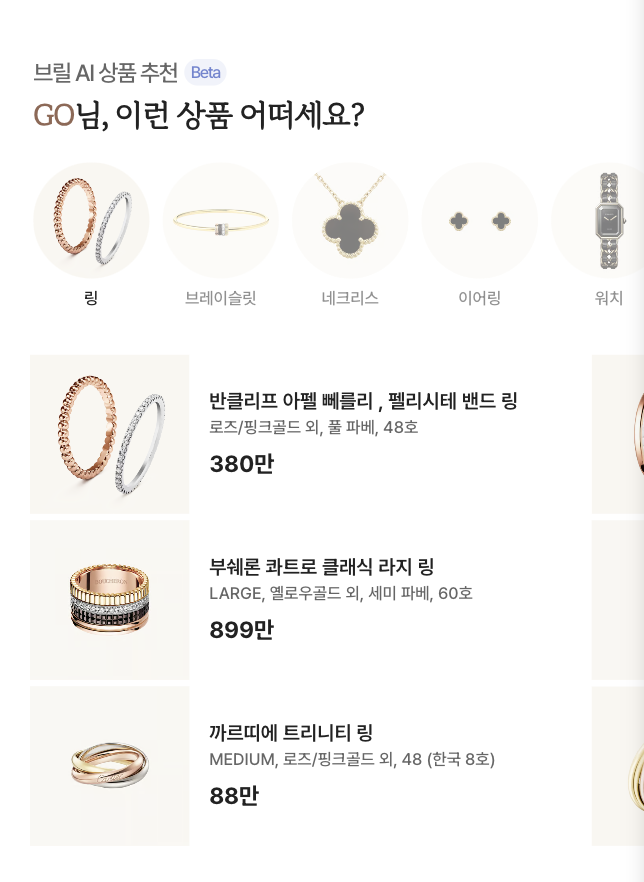 브릴 AI 상품 추천 Beta
GO님, 이런 상품 어떠세요?
링
브레이슬릿
네크리스
이어링
워치
반클리프 아펠 뻬를리 , 펠리시테 밴드 링
로즈/핑크골드 외, 풀 파베, 48호
380만
부쉐론 콰트로 클래식 라지 링
LARGE, 옐로우골드 외, 세미 파베, 60호
899만
까르띠에 트리니티 링
MEDIUM, 로즈/핑크골드 외, 48 (한국 8호)
88만